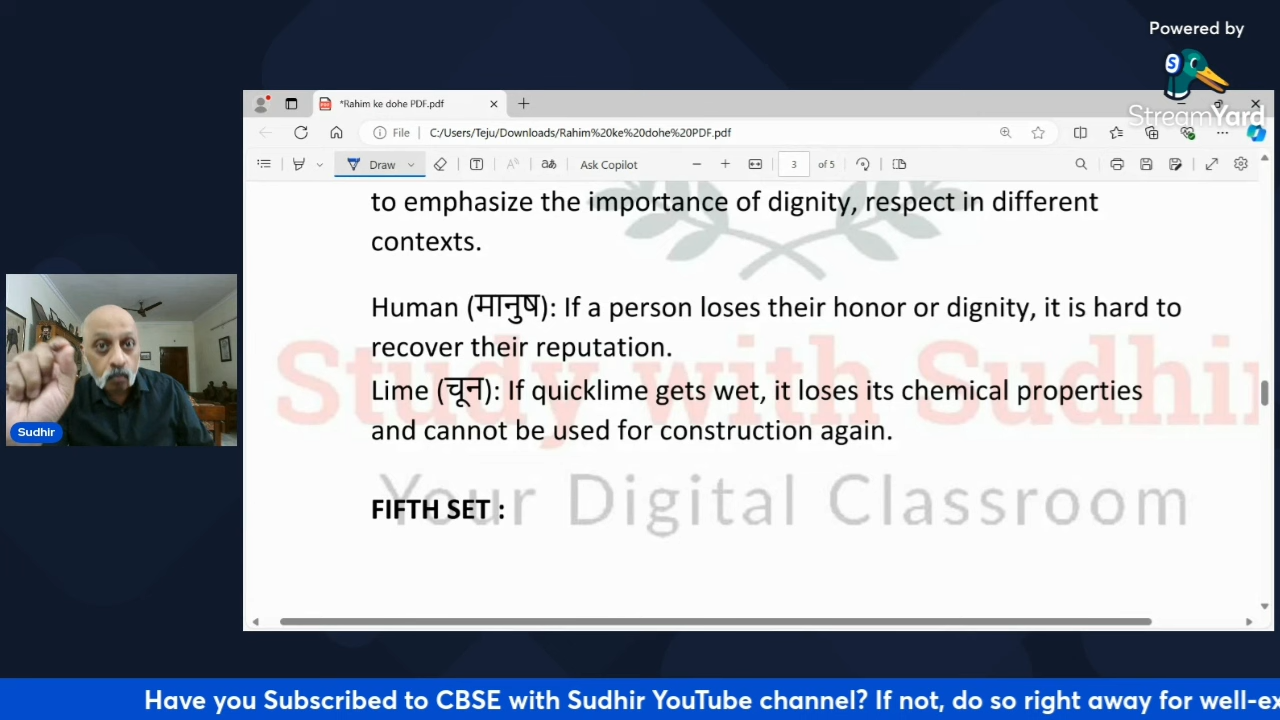 Powered by
StreamYard
*Rahim ke dohe PDF.pdf
File
C:/Users/Teju/Downloads/Rahim%20ke%20dohe%20PDF.pdf
Draw
Ask Copilot
3
of 5
to emphasize the importance of dignity, respect in different
contexts.
Human (मानुष): If a person loses their honor or dignity, it is hard to
recover their reputation.
Study with Sudhir
Lime (चून): If quicklime gets wet, it loses its chemical properties
and cannot be used for construction again.
Your Digital Classroom
FIFTH SET :
Sudhir
Have you Subscribed to CBSE with Sudhir YouTube channel? If not, do so right away for